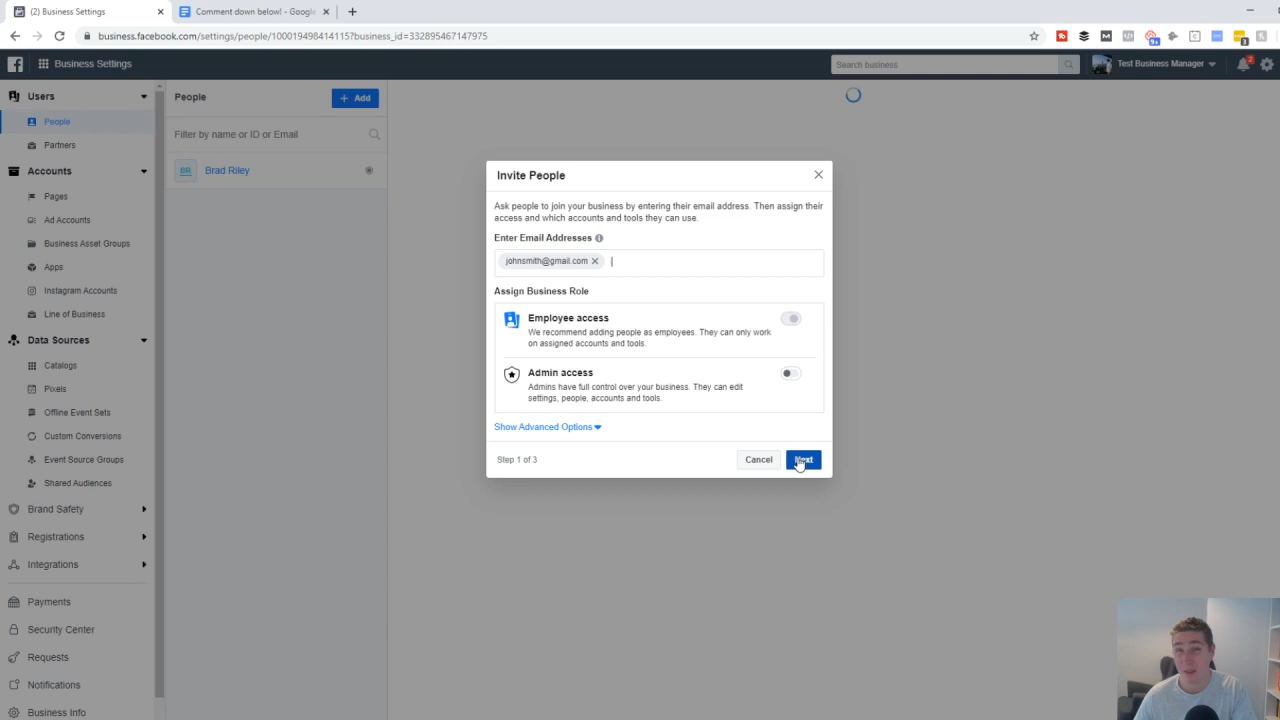 (2) Business Settings
Comment down below! - Google
business.facebook.com/settings/people/100019498414115?business_id=332895467147975
9+
3
Business Settings
Search business
Test Business Manager
2
Users
People
Partners
Accounts
Pages
Ad Accounts
Business Asset Groups
Apps
Instagram Accounts
Line of Business
Data Sources
Catalogs
Pixels
Offline Event Sets
Custom Conversions
Event Source Groups
Shared Audiences
Brand Safety
Registrations
Integrations
Payments
Security Center
Requests
Notifications
Business Info
People
+ Add
Filter by name or ID or Email
BR
Brad Riley
Invite People
Ask people to join your business by entering their email address. Then assign their
access and which accounts and tools they can use.
Enter Email Addresses
johnsmith@gmail.com
Assign Business Role
Employee access
We recommend adding people as employees. They can only work
on assigned accounts and tools.
Admin access
Admins have full control over your business. They can edit
settings, people, accounts and tools.
Show Advanced Options
Step 1 of 3
Cancel
Next